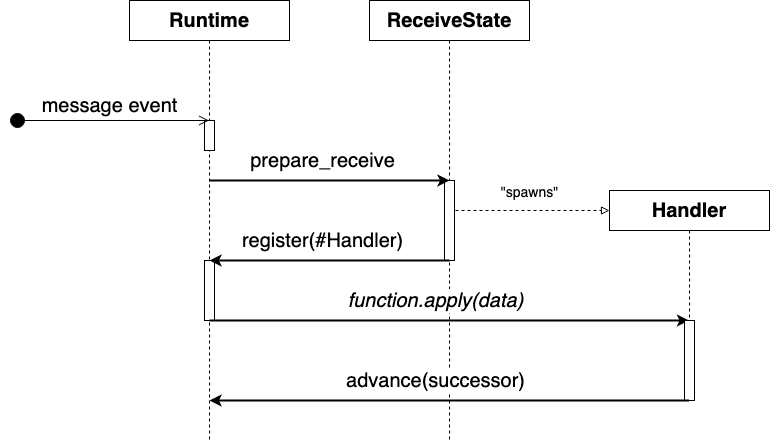 Runtime
ReceiveState
message event
prepare_receive
"spawns"
Handler
register(#Handler)
function.apply(data)
advance(successor)